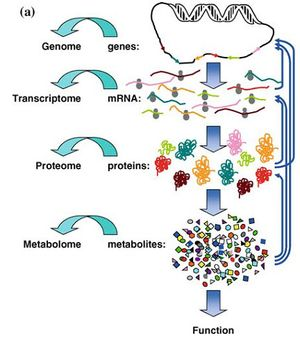 (a)
Genome genes:
Transcriptome mRNA:
Proteome proteins:
Metabolome metabolites:
Function